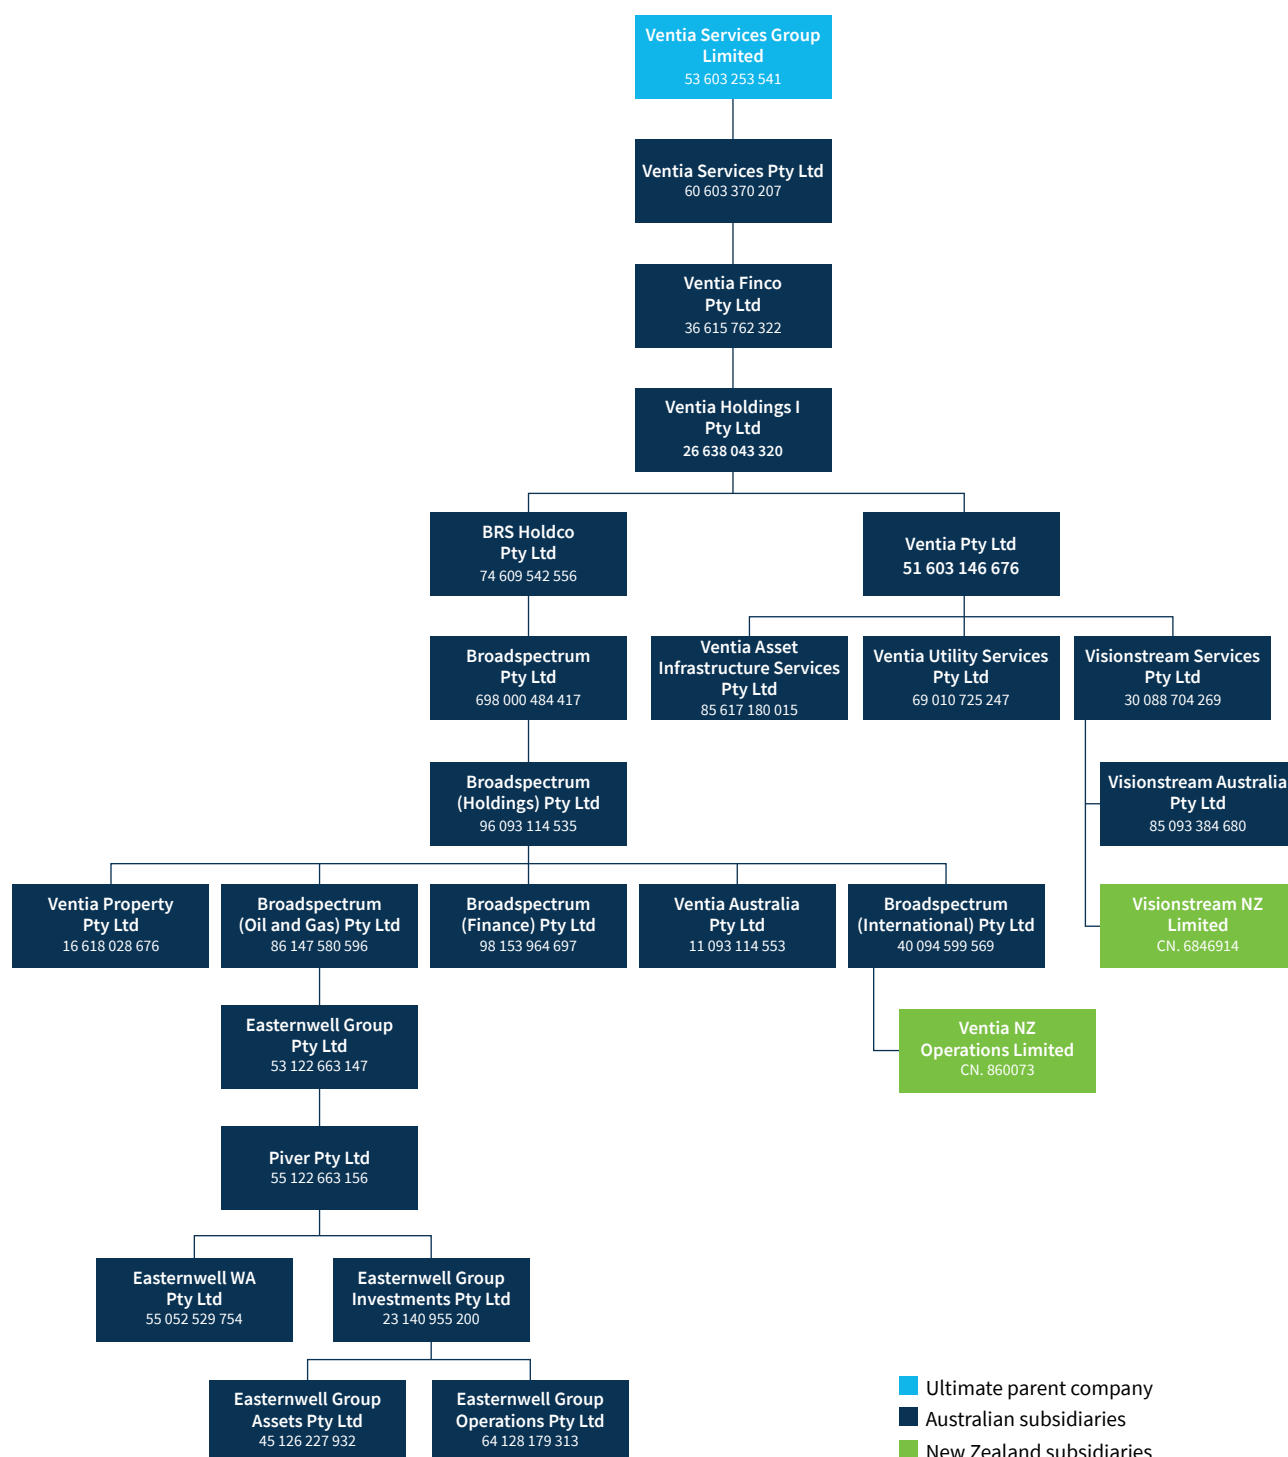 Ventia Services Group
Limited
53 603 253 541
Ventia Services Pty Ltd
60 603 370 207
Ventia Finco
Pty Ltd
36 615 762 322
Ventia Holdings I
Pty Ltd
26 638 043 320
BRS Holdco
Pty Ltd
74 609 542 556
Ventia Pty Ltd
51 603 146 676
Broadspectrum
Pty Ltd
698 000 484 417
Ventia Asset
Infrastructure Services
Pty Ltd
85 617 180 015
Ventia Utility Services
Pty Ltd
69 010 725 247
Visionstream Services
Pty Ltd
30 088 704 269
Broadspectrum
(Holdings) Pty Ltd
96 093 114 535
Visionstream Australia
Pty Ltd
85 093 384 680
Ventia Property
Pty Ltd
16 618 028 676
Broadspectrum
(Oil and Gas) Pty Ltd
86 147 580 596
Broadspectrum
(Finance) Pty Ltd
98 153 964 697
Ventia Australia
Pty Ltd
11 093 114 553
Broadspectrum
(International) Pty Ltd
40 094 599 569
Visionstream NZ
Limited
CN. 6846914
Easternwell Group
Pty Ltd
53 122 663 147
Ventia NZ
Operations Limited
CN. 860073
Piver Pty Ltd
55 122 663 156
Easternwell WA
Pty Ltd
55 052 529 754
Easternwell Group
Investments Pty Ltd
23 140 955 200
Easternwell Group
Assets Pty Ltd
45 126 227 932
Easternwell Group
Operations Pty Ltd
64 128 179 313
Ultimate parent company
Australian subsidiaries
New Zealand subsidiaries